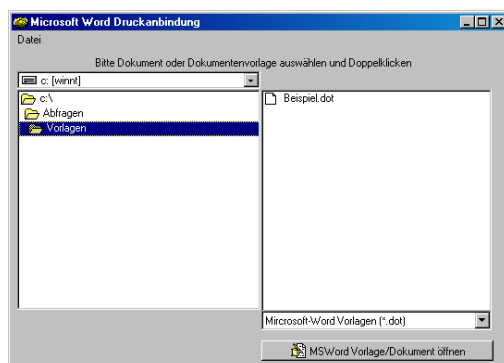 Microsoft Word Druckanbindung
Datei
Bitte Dokument oder Dokumentenvorlage auswählen und Doppelklicken
c: [winnt]
c:\
Abfragen
Vorlagen
Beispiel.dot
Mircrosoft-Word Vorlagen (*.dot)
MSWord Vorlage/Dokument öffnen